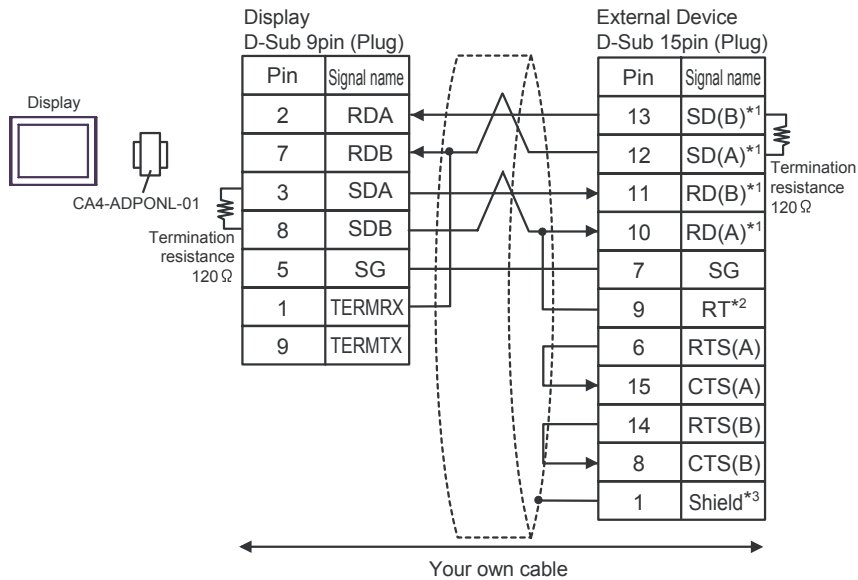 Display
D-Sub 9pin (Plug)
External Device
D-Sub 15pin (Plug)
Display
CA4-ADPONL-01
Termination
resistance
120Ω
Pin Signal name
2 RDA
7 RDB
3 SDA
8 SDB
5 SG
1 TERMRX
9 TERMTX
Pin Signal name
13 SD(B)*1
12 SD(A)*1
11 RD(B)*1
10 RD(A)*1
7 SG
9 RT*2
6 RTS(A)
15 CTS(A)
14 RTS(B)
8 CTS(B)
1 Shield*3
Termination
resistance
120Ω
Your own cable